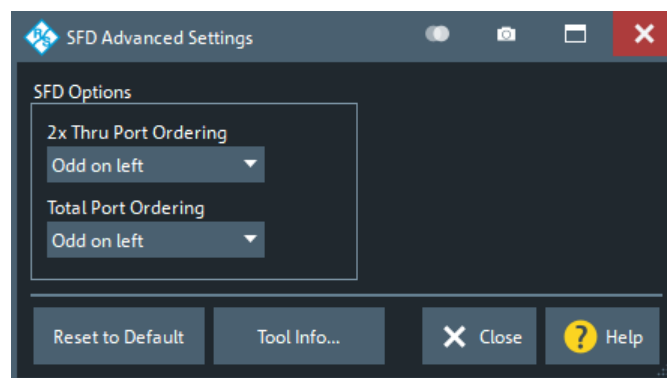 SFD Advanced Settings
SFD Options
2x Thru Port Ordering
Odd on left
Total Port Ordering
Odd on left
Reset to Default
Tool Info...
Close
? Help